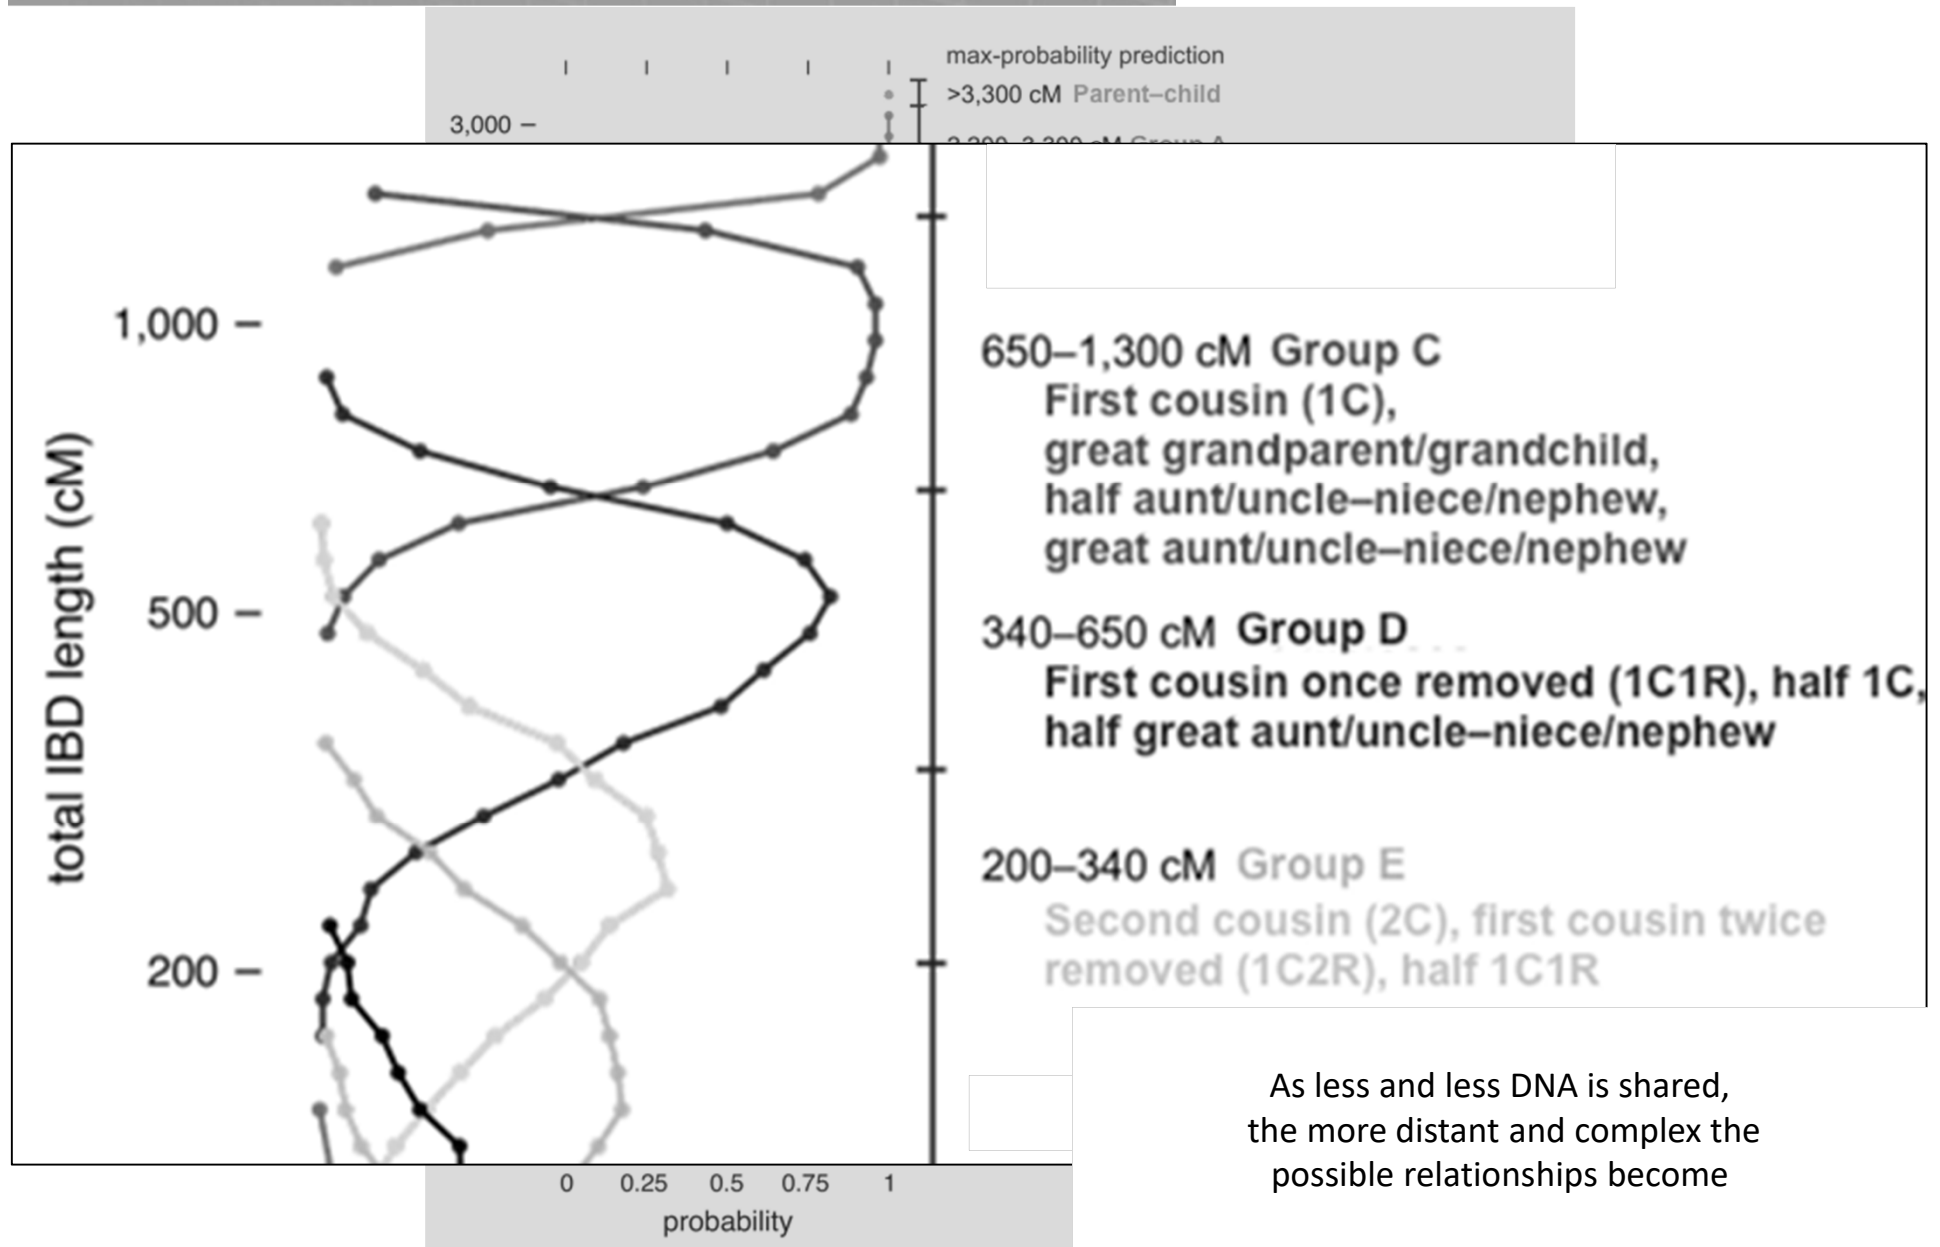 max-probability prediction
>3,300 cM Parent–child
3,000
1,000
500
200
total IBD length (cM)
650–1,300 cM Group C
First cousin (1C),
great grandparent/grandchild,
half aunt/uncle–niece/nephew,
great aunt/uncle–niece/nephew
340–650 cM Group D
First cousin once removed (1C1R), half 1C,
half great aunt/uncle–niece/nephew
200–340 cM Group E
Second cousin (2C), first cousin twice
removed (1C2R), half 1C1R
As less and less DNA is shared,
the more distant and complex the
possible relationships become
0 0.25 0.5 0.75 1
probability